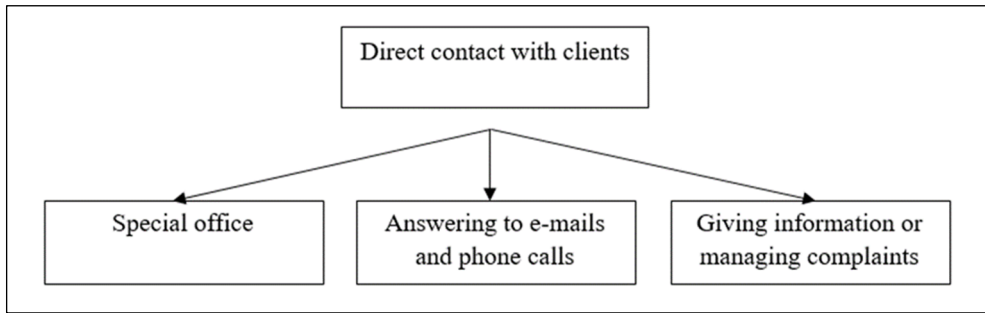 Direct contact with clients
Special office
Answering to e-mails
and phone calls
Giving information or
managing complaints